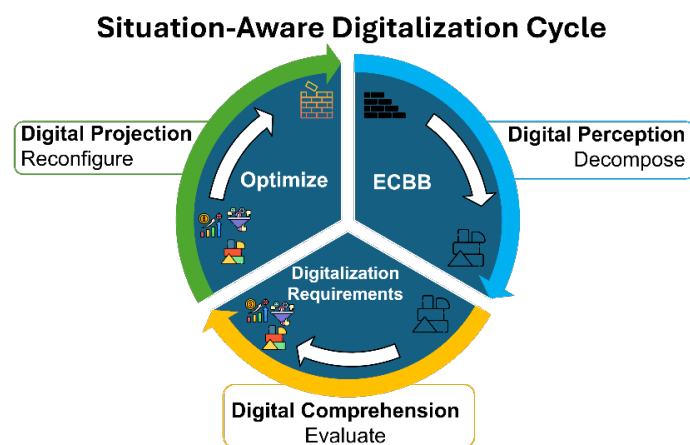 Situation-Aware Digitalization Cycle
Digital Projection
Reconfigure
Optimize
ECBB
Digital Perception
Decompose
Digitalization
Requirements
Digital Comprehension
Evaluate